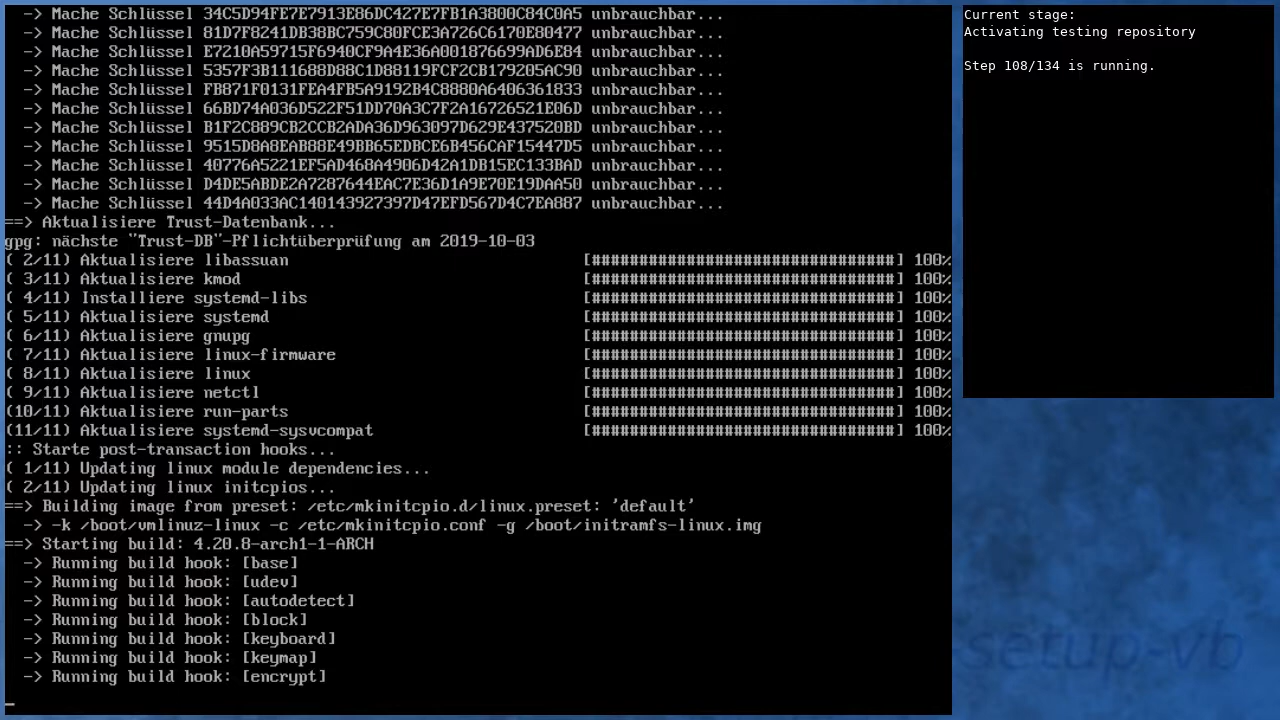 -> Mache Schlüssel 34C5D94FE7E7913E86DC427E7FB1A3800C84C0A5 unbrauchbar...
  -> Mache Schlüssel 81D7F8241DB38BC759C80FCE3A726C6170E80477 unbrauchbar...
  -> Mache Schlüssel E7210A59715F6940CF9A4E36A001876699AD6E84 unbrauchbar...
  -> Mache Schlüssel 5357F3B111688D88C1D88119FCF2CB179205AC90 unbrauchbar...
  -> Mache Schlüssel FB871F0131FEA4FB5A9192B4C8880A6406361833 unbrauchbar...
  -> Mache Schlüssel 66BD74A036D522F51DD70A3C7F2A16726521E06D unbrauchbar...
  -> Mache Schlüssel B1F2C889CB2CCB2ADA36D963097D629E437520BD unbrauchbar...
  -> Mache Schlüssel 9515D8A8EAB88E49BB65EDBCE6B456CAF15447D5 unbrauchbar...
  -> Mache Schlüssel 40776A5221EF5AD468A4906D42A1DB15EC133BAD unbrauchbar...
  -> Mache Schlüssel D4DE5ABDE2A7287644EAC7E36D1A9E70E19DAA50 unbrauchbar...
  -> Mache Schlüssel 44D4A033AC140143927397D47EFD567D4C7EA887 unbrauchbar...
==> Aktualisiere Trust-Datenbank...
gpg: nächste "Trust-DB"-Pflichtüberprüfung am 2019-10-03
( 2/11) Aktualisiere libassuan [################################] 100%
( 3/11) Aktualisiere kmod [################################] 100%
( 4/11) Installiere systemd-libs [################################] 100%
( 5/11) Aktualisiere systemd [################################] 100%
( 6/11) Aktualisiere gnupg [################################] 100%
( 7/11) Aktualisiere linux-firmware [################################] 100%
( 8/11) Aktualisiere linux [################################] 100%
( 9/11) Aktualisiere netctl [################################] 100%
(10/11) Aktualisiere run-parts [################################] 100%
(11/11) Aktualisiere systemd-sysvcompat [################################] 100%
:: Starte post-transaction hooks...
( 1/11) Updating linux module dependencies...
( 2/11) Updating linux initcpios...
==> Building image from preset: /etc/mkinitcpio.d/linux.preset: 'default'
  -> -k /boot/vmlinuz-linux -c /etc/mkinitcpio.conf -g /boot/initramfs-linux.img
==> Starting build: 4.20.8-arch1-1-ARCH
  -> Running build hook: [base]
  -> Running build hook: [udev]
  -> Running build hook: [autodetect]
  -> Running build hook: [block]
  -> Running build hook: [keyboard]
  -> Running build hook: [keymap]
  -> Running build hook: [encrypt]
_
Current stage:
Activating testing repository
Step 108/134 is running.
setup-vb